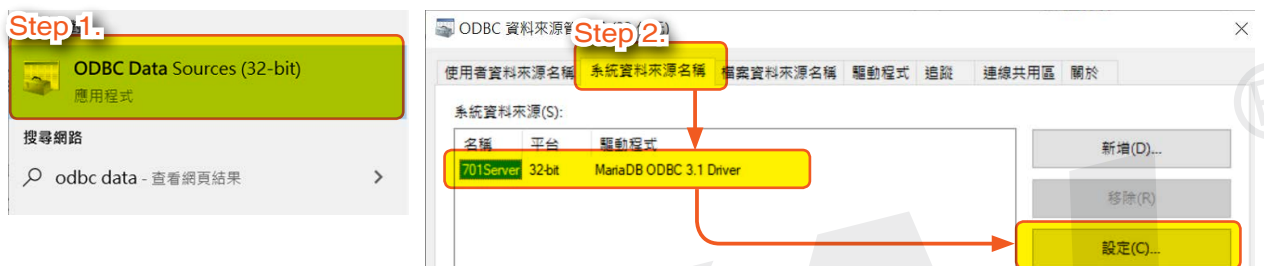 Step 1.
ODBC Data Sources (32-bit)
應用程式
搜尋網路
odbc data - 查看網頁結果
Step 2.
ODBC 資料來源管
使用者資料來源名稱 系統資料來源名稱 檔案資料來源名稱 驅動程式 追蹤 連線共用區 關於
系統資料來源(S):
名稱 平台 驅動程式
701Server 32-bit MariaDB ODBC 3.1 Driver
新增(D)...
移除(R)
設定(C)...